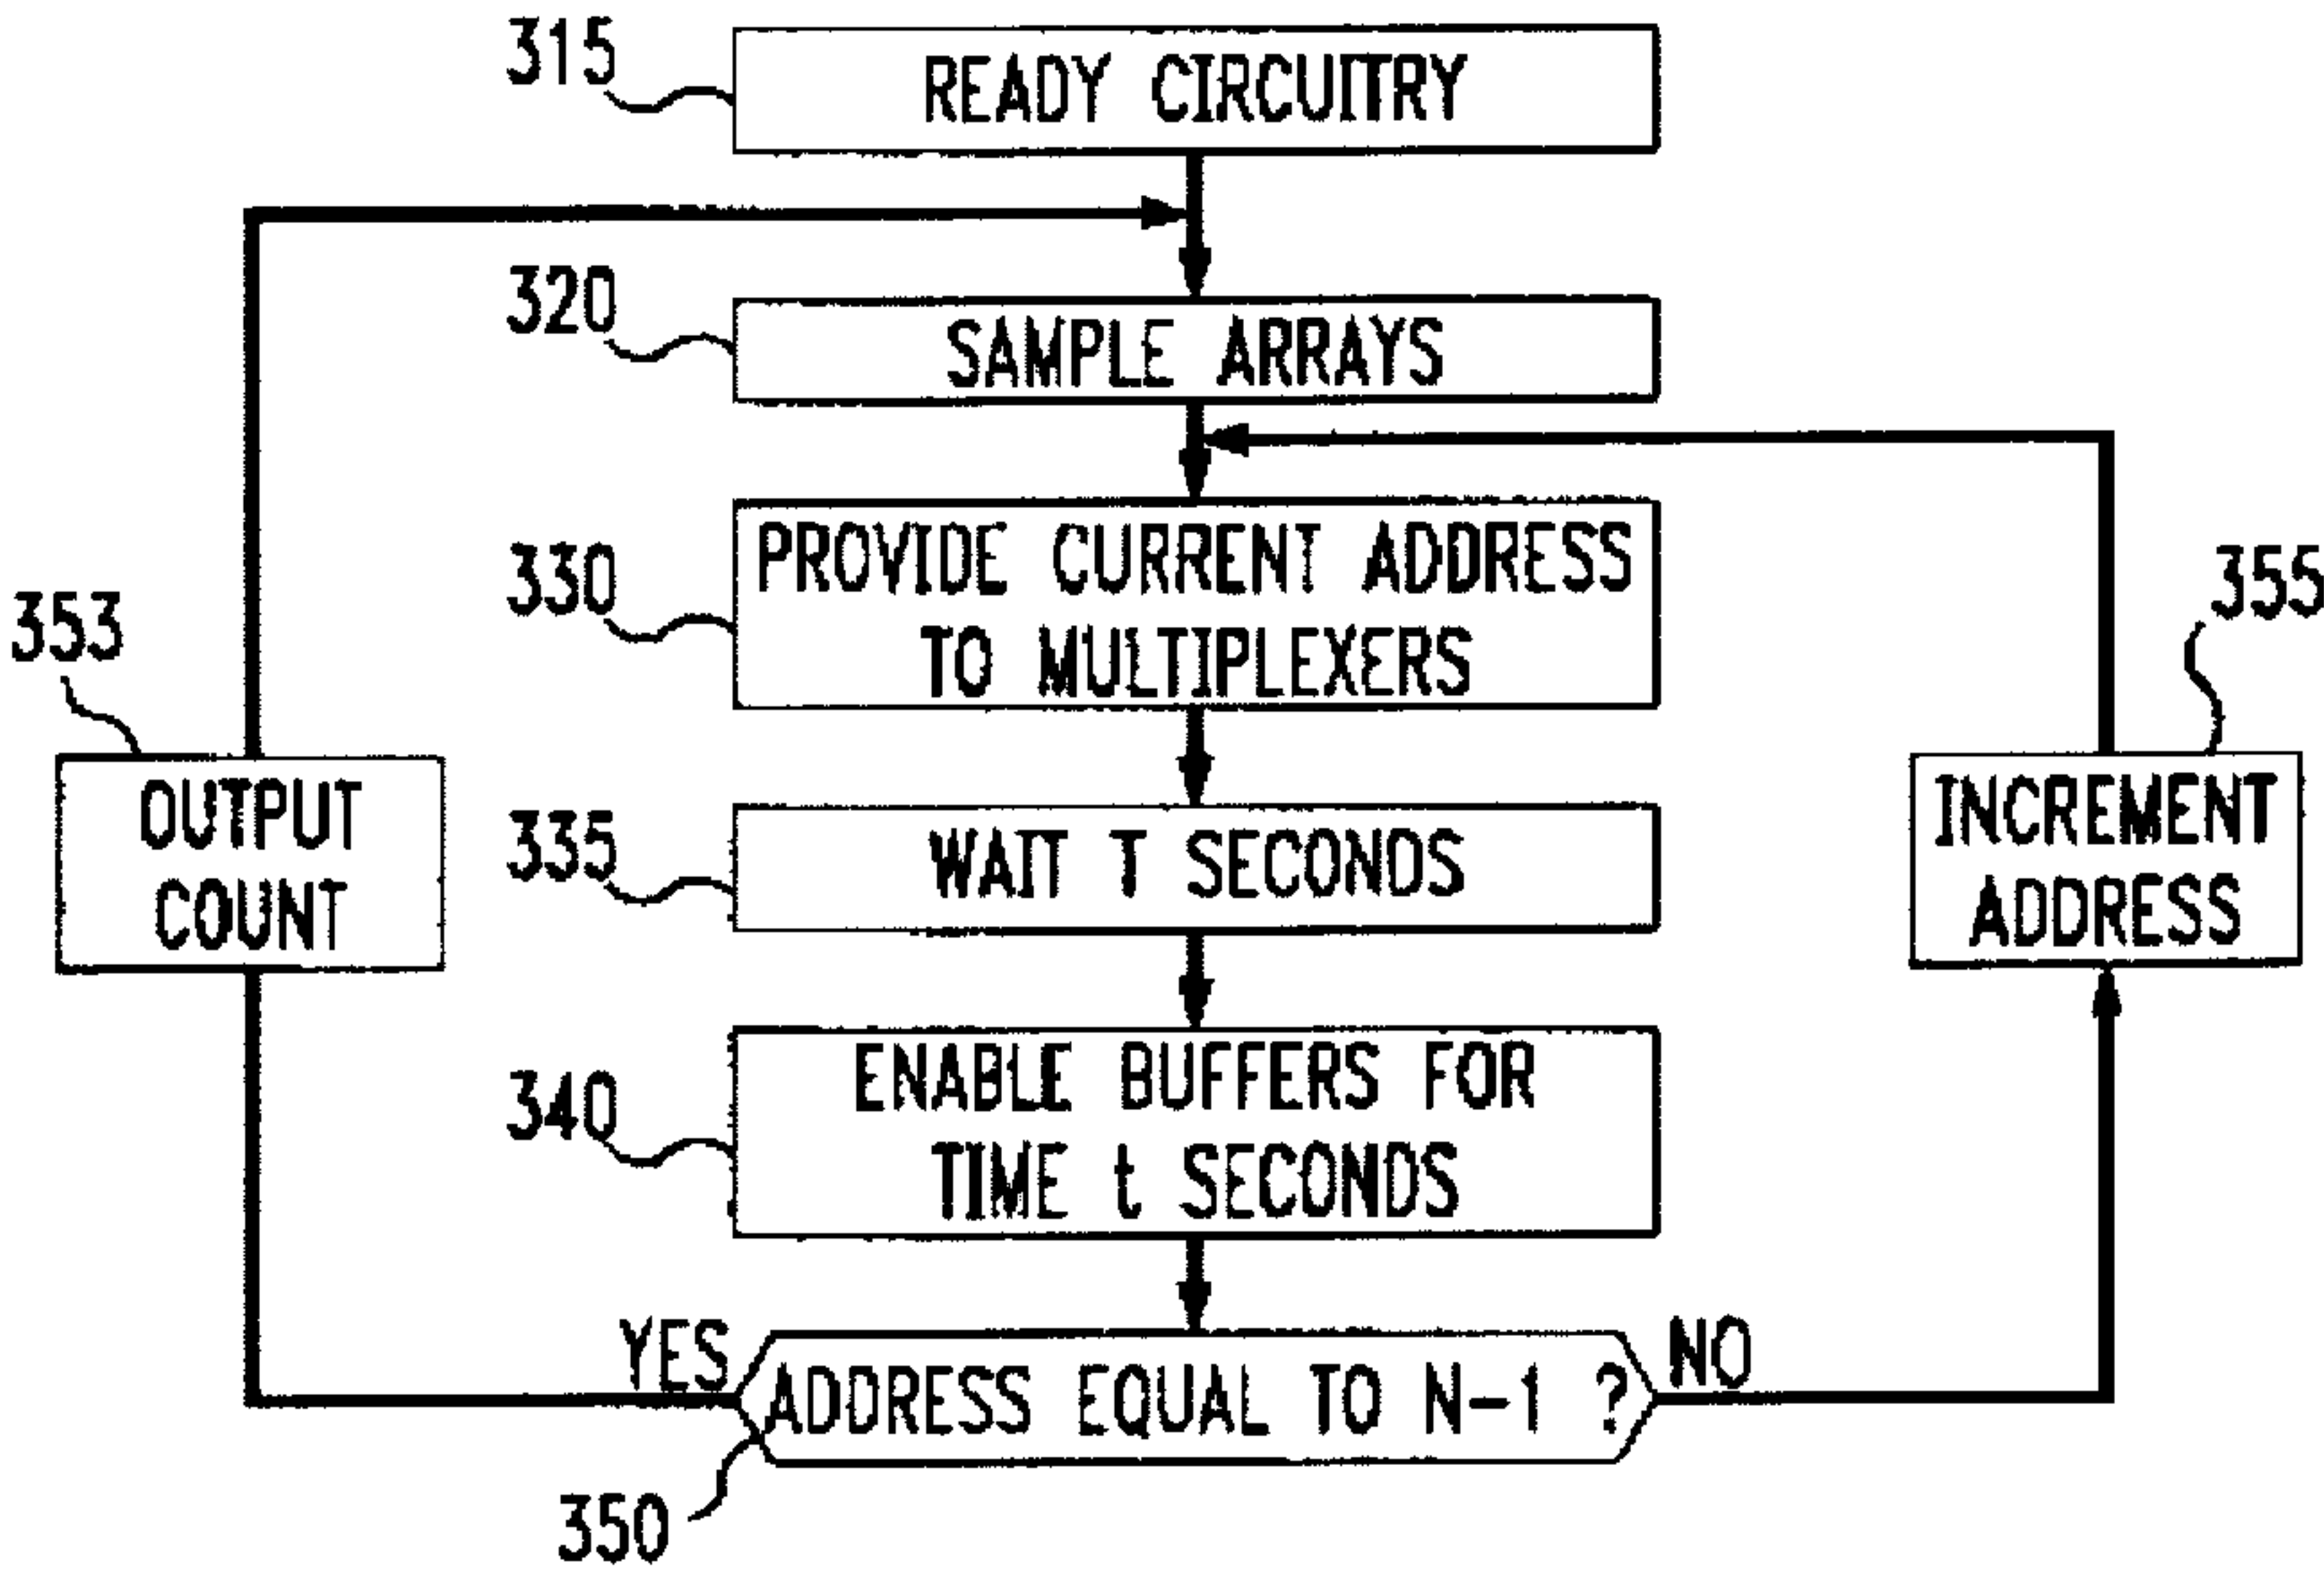 315
READY CIRCUITRY
320
SAMPLE ARRAYS
330
PROVIDE CURRENT ADDRESS
TO MULTIPLEXERS
353
OUTPUT
COUNT
335
WAIT T SECONDS
355
INCREMENT
ADDRESS
340
ENABLE BUFFERS FOR
TIME t SECONDS
YES
ADDRESS EQUAL TO N-1 ?
NO
350